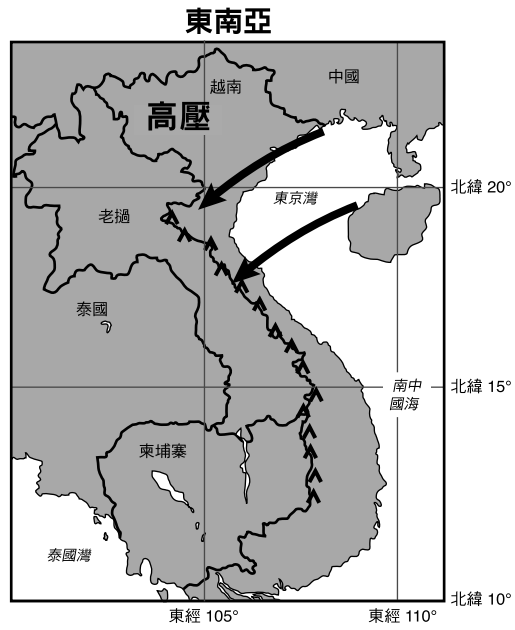 東南亞
中國
越南
高壓
北緯 20°
東京灣
老撾
泰國
北緯 15°
南中
國海
柬埔寨
泰國灣
北緯 10°
東經 105°
東經 110°